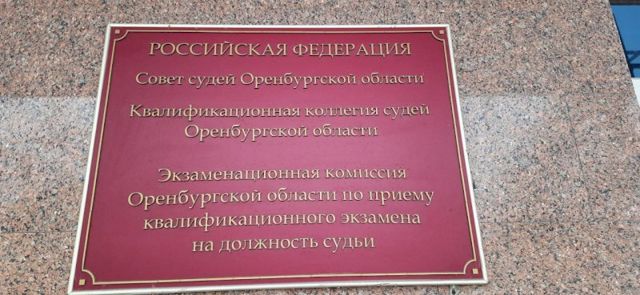 РОССИЙСКАЯ ФЕДЕРАЦИЯ
Совет судей Оренбургской области
Квалификационная коллегия судей
Оренбургской области
Экзаменационная комиссия
Оренбургской области по приему
квалификационного экзамена
на должность судьи